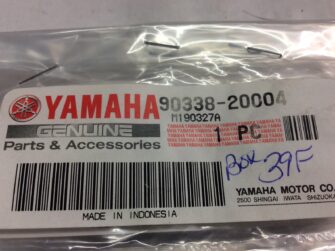 YAMAHA 90338-20004
GENUINE M190327A
Parts & Accessories 1 PC
39F
MADE IN INDONESIA
YAMAHA MOTOR CO.
2500 SHINGAI IWATA SHIZUOKA